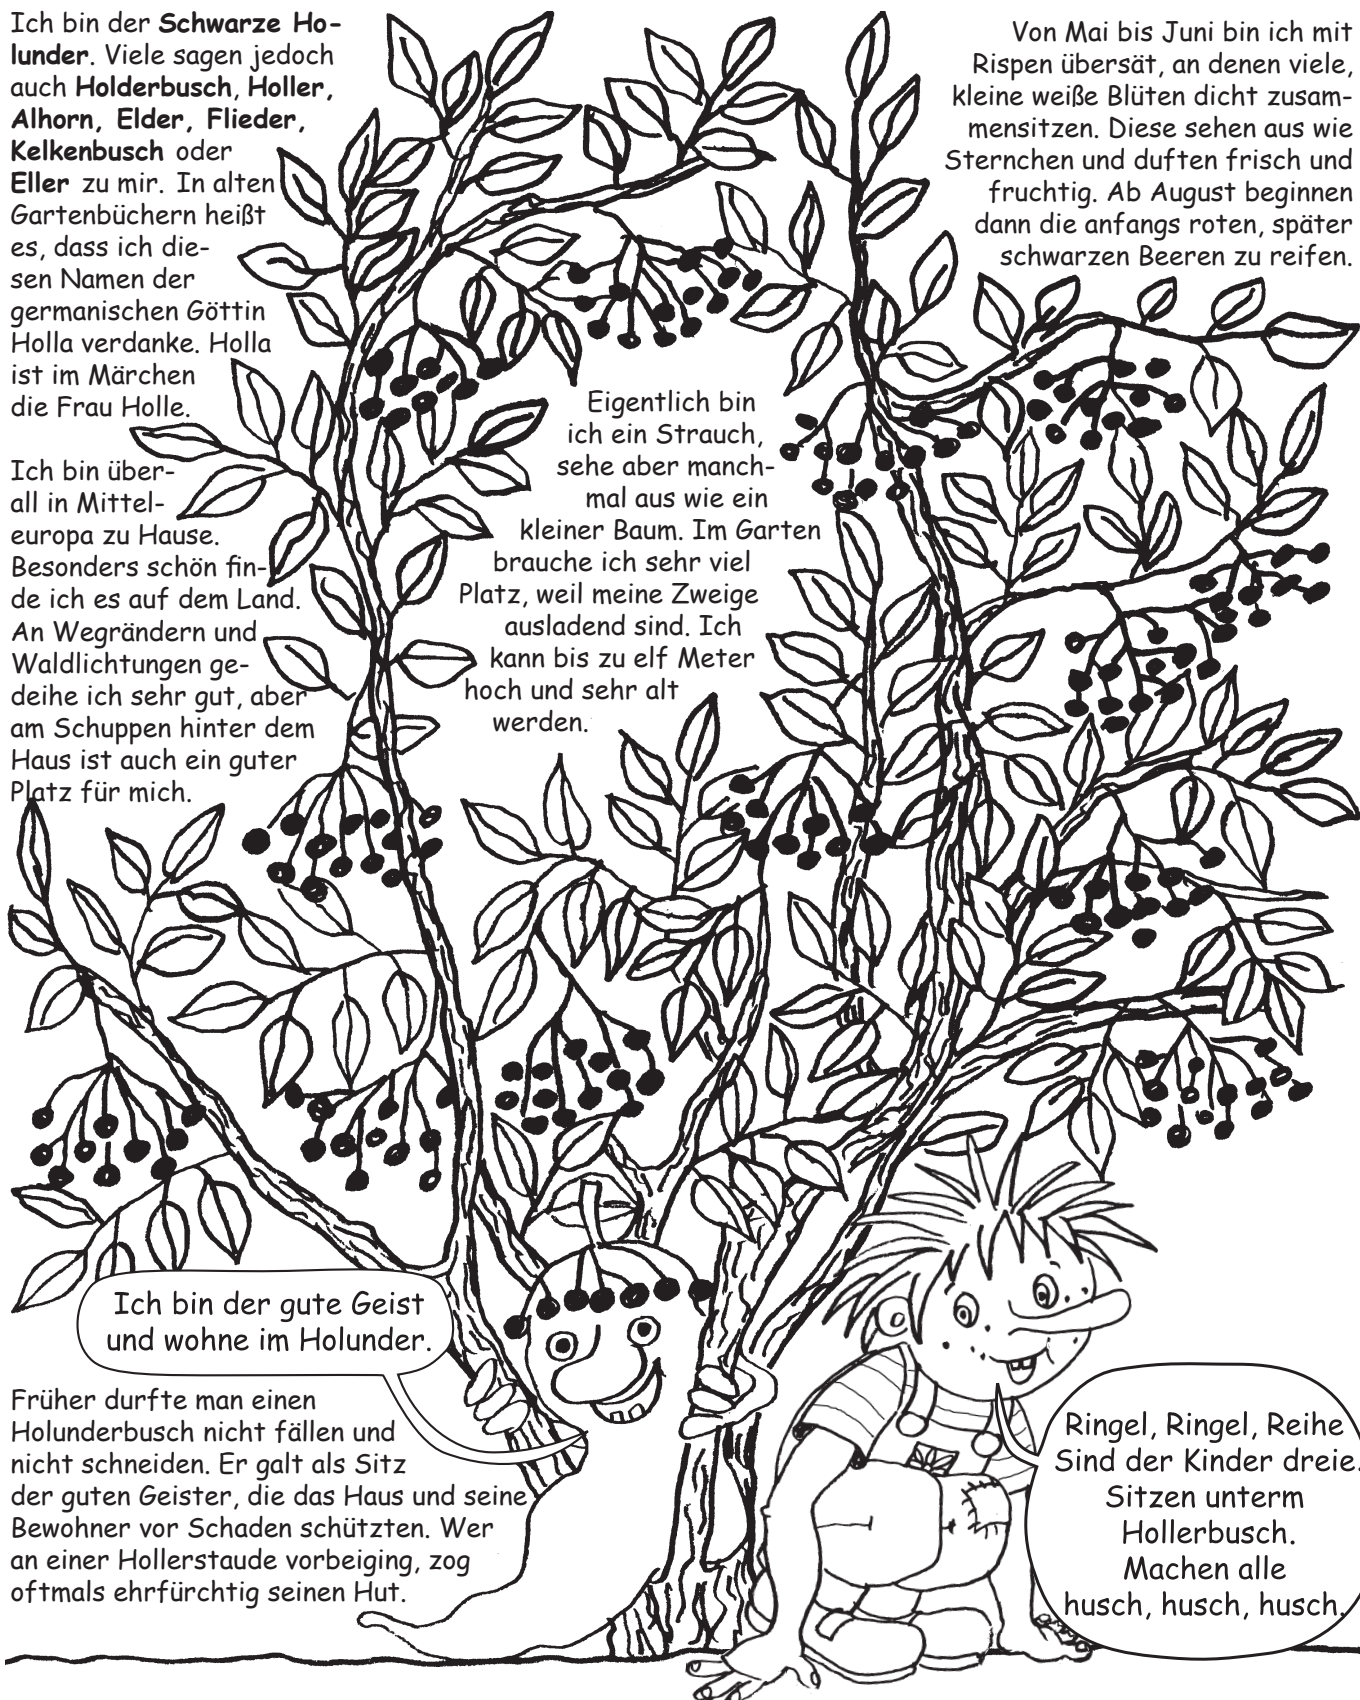 Ich bin der Schwarze Ho-
lunder. Viele sagen jedoch
auch Holderbusch, Holler,
Alhorn, Elder, Flieder,
Kelkenbusch oder
Eller zu mir. In alten
Gartenbüchern heißt
es, dass ich die-
sen Namen der
germanischen Göttin
Holla verdanke. Holla
ist im Märchen
die Frau Holle.
Ich bin über-
all in Mittel-
europa zu Hause.
Besonders schön fin-
de ich es auf dem Land.
An Wegrändern und
Waldlichtungen ge-
deihe ich sehr gut, aber
am Schuppen hinter dem
Haus ist auch ein guter
Platz für mich.
Von Mai bis Juni bin ich mit
Rispen übersät, an denen viele,
kleine weiße Blüten dicht zusam-
mensitzen. Diese sehen aus wie
Sternchen und duften frisch und
fruchtig. Ab August beginnen
dann die anfangs roten, später
schwarzen Beeren zu reifen.
Eigentlich bin
ich ein Strauch,
sehe aber manch-
mal aus wie ein
kleiner Baum. Im Garten
brauche ich sehr viel
Platz, weil meine Zweige
ausladend sind. Ich
kann bis zu elf Meter
hoch und sehr alt
werden.
Ich bin der gute Geist
und wohne im Holunder.
Früher durfte man einen
Holunderbusch nicht fällen und
nicht schneiden. Er galt als Sitz
der guten Geister, die das Haus und seine
Bewohner vor Schaden schützten. Wer
an einer Hollerstaude vorbeiging, zog
oftmals ehrfürchtig seinen Hut.
Ringel, Ringel, Reihe
Sind der Kinder dreie.
Sitzen unterm
Hollerbusch.
Machen alle
husch, husch, husch.